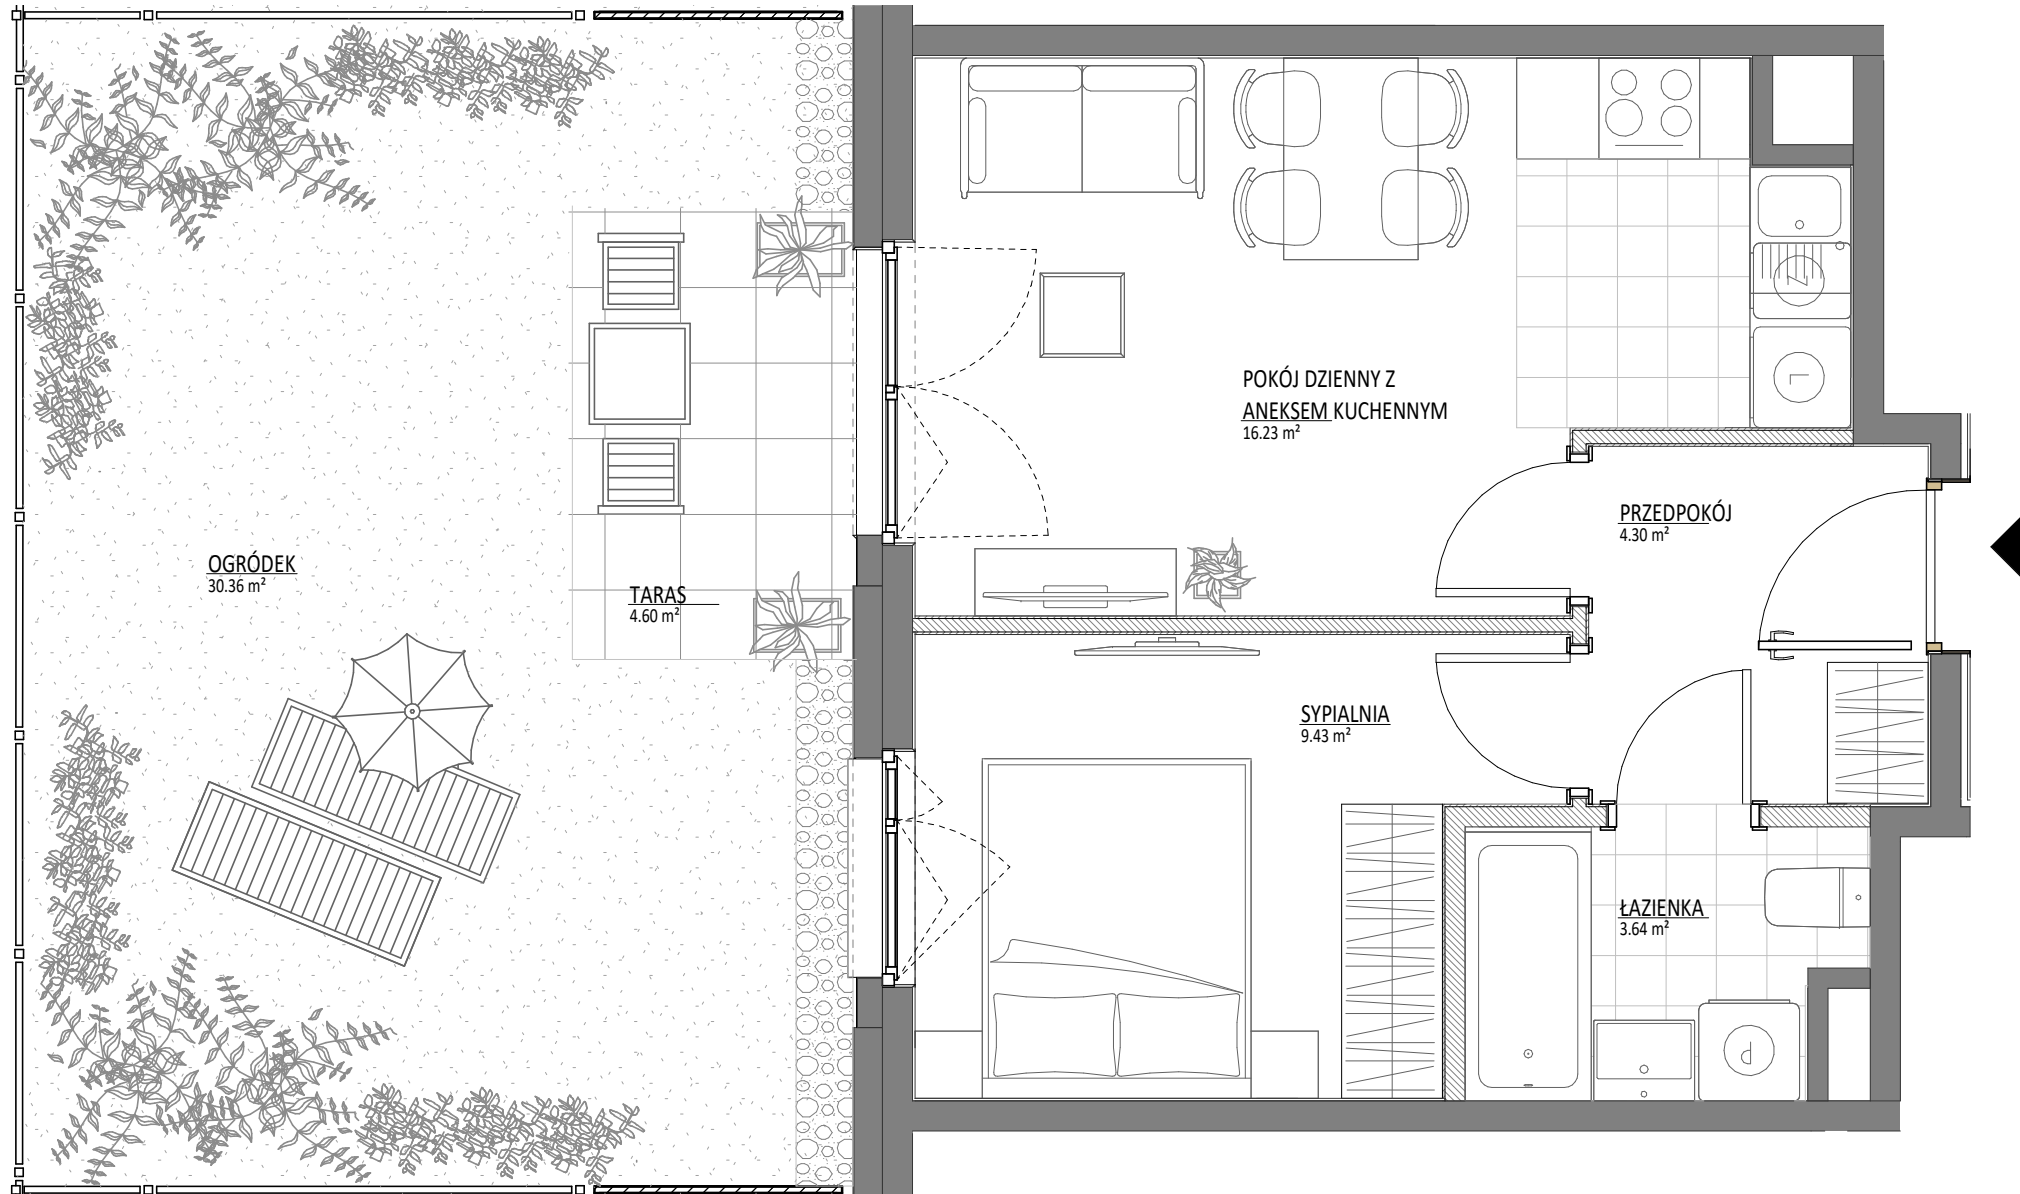 POKÓJ DZIENNY Z
ANEKSEM KUCHENNYM
16.23 m²
Z
L
PRZEDPOKÓJ
4.30 m²
OGRÓDEK
30.36 m²
TARAS
4.60 m²
SYPIALNIA
9.43 m²
ŁAZIENKA
3.64 m²
P